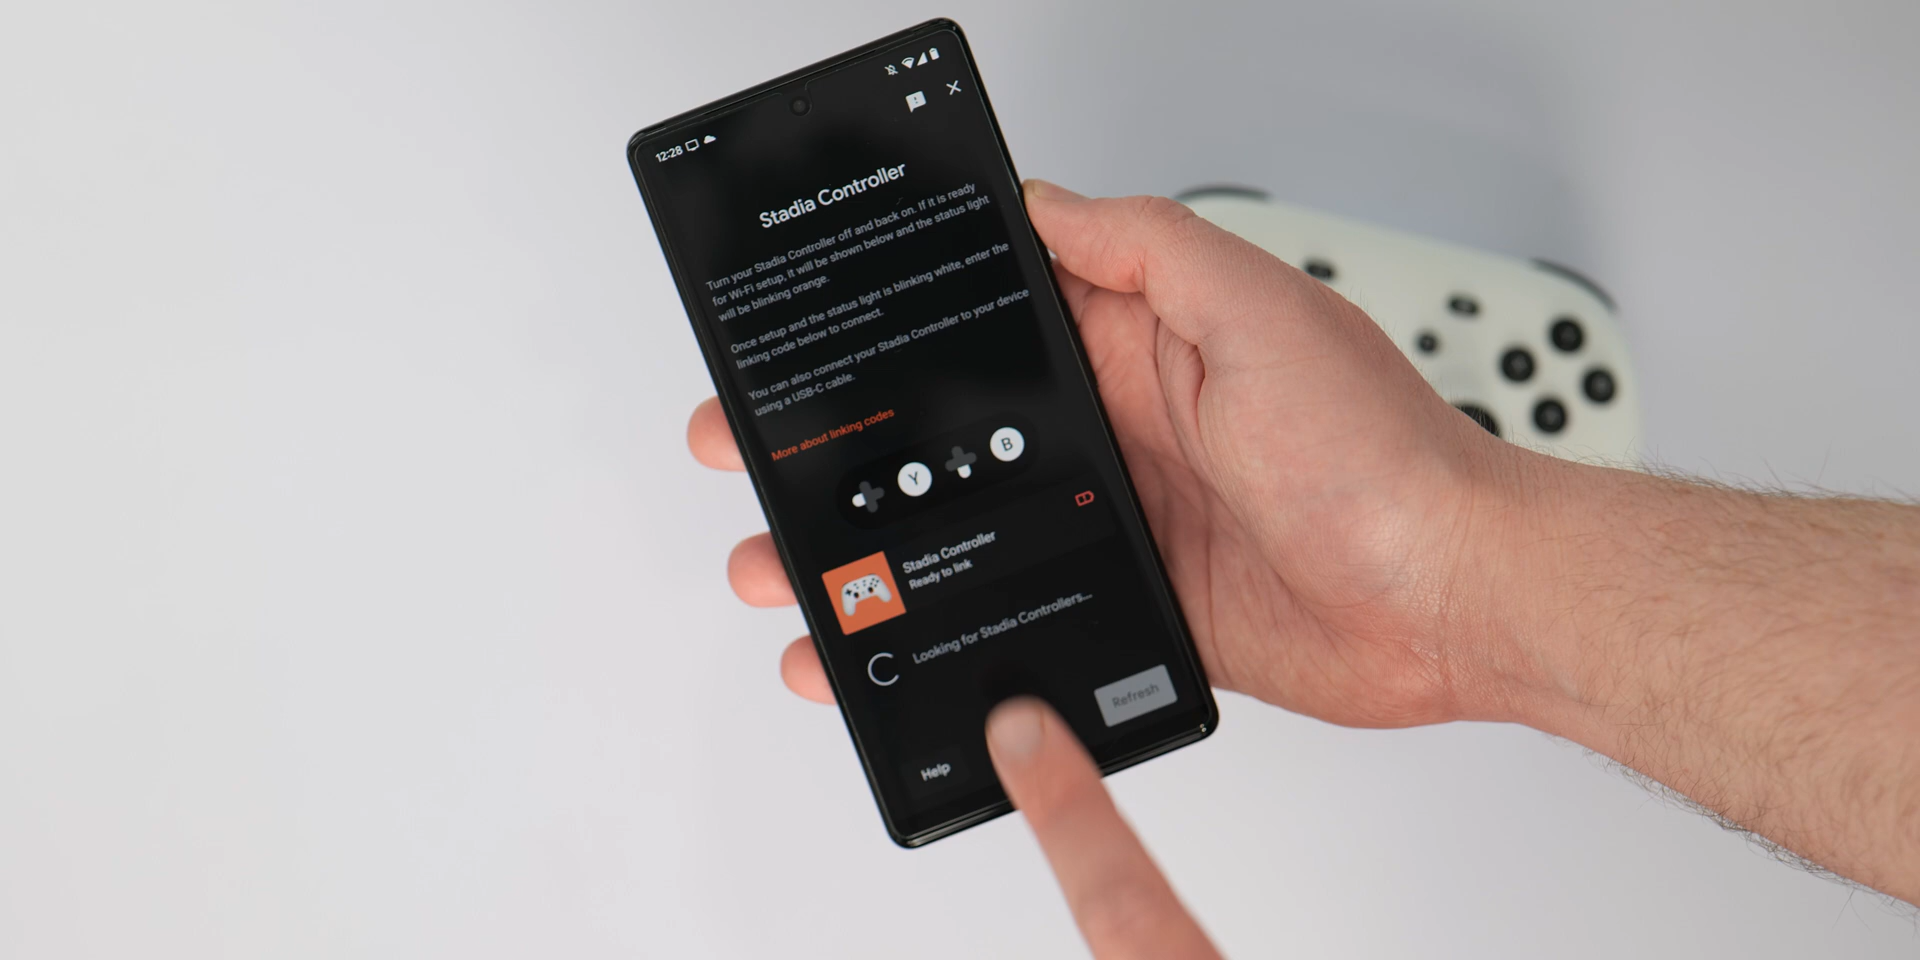 12:28
Stadia Controller
Turn your Stadia Controller off and back on. If it is ready
for Wi-Fi setup, it will be shown below and the status light
will be blinking orange.
Once setup and the status light is blinking white, enter the
linking code below to connect.
You can also connect your Stadia Controller to your device
using a USB-C cable.
More about linking codes
Y B
Stadia Controller
Ready to link
Looking for Stadia Controllers...
Refresh
Help